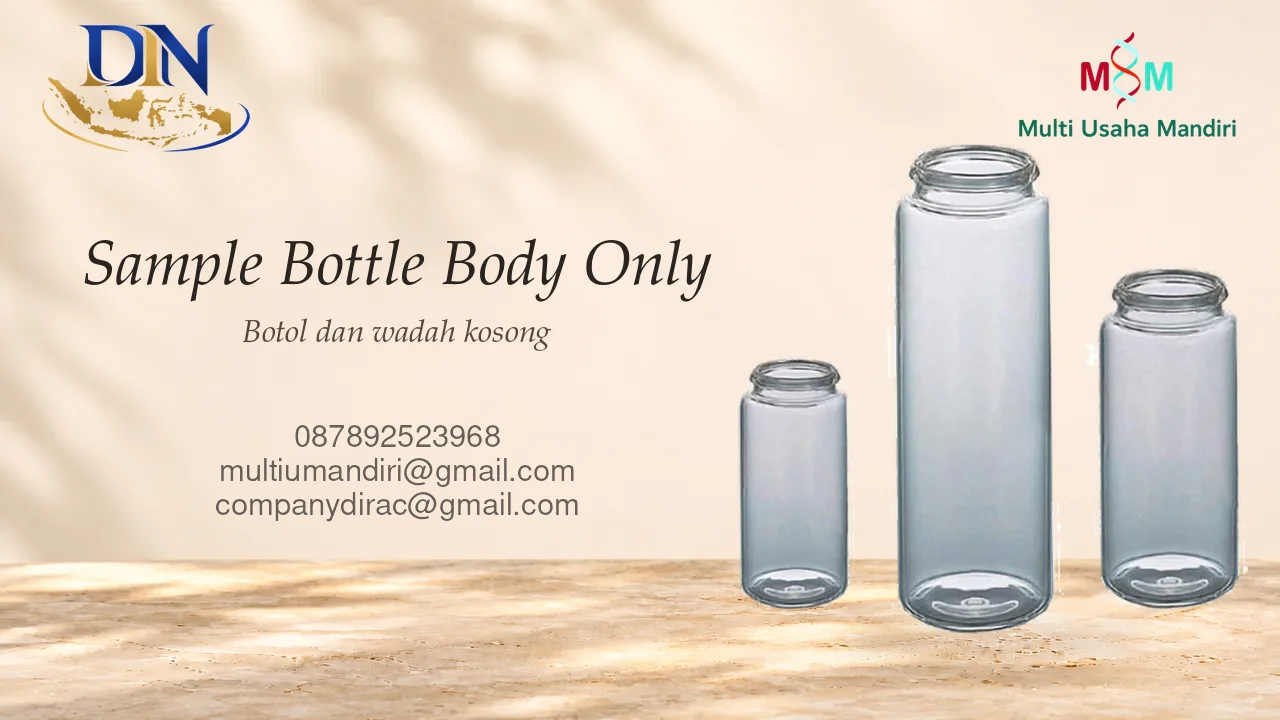 DIN
MSM
Multi Usaha Mandiri
Sample Bottle Body Only
Botol dan wadah kosong
087892523968
multiumandiri@gmail.com
companydirac@gmail.com